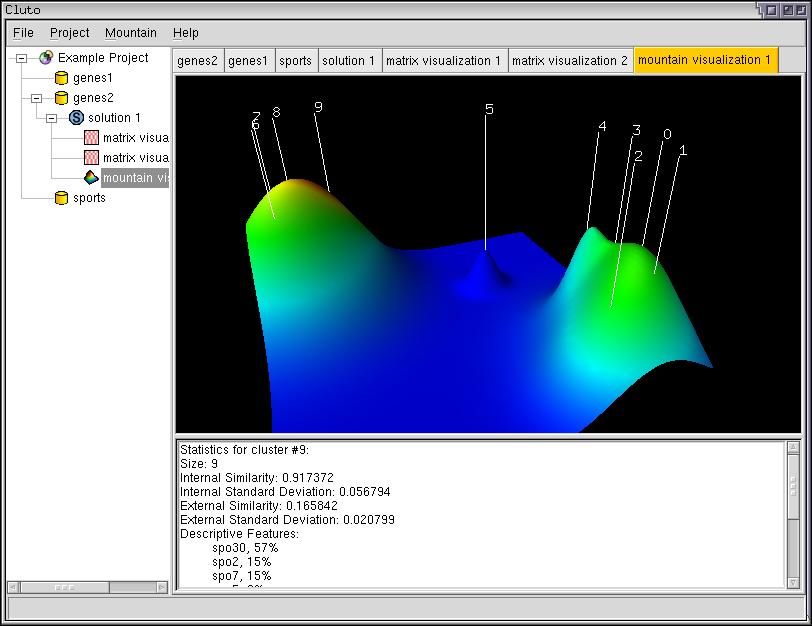 Cluto
File Project Mountain Help
Example Project
genes1
genes2
solution 1
matrix visua
matrix visua
mountain vis
sports
genes2 genes1 sports solution 1 matrix visualization 1 matrix visualization 2 mountain visualization 1
7 6 8 9 5 4 3 2 0 1
Statistics for cluster #9:
Size: 9
Internal Similarity: 0.917372
Internal Standard Deviation: 0.056794
External Similarity: 0.165842
External Standard Deviation: 0.020799
Descriptive Features:
spo30, 57%
spo2, 15%
spo7, 15%